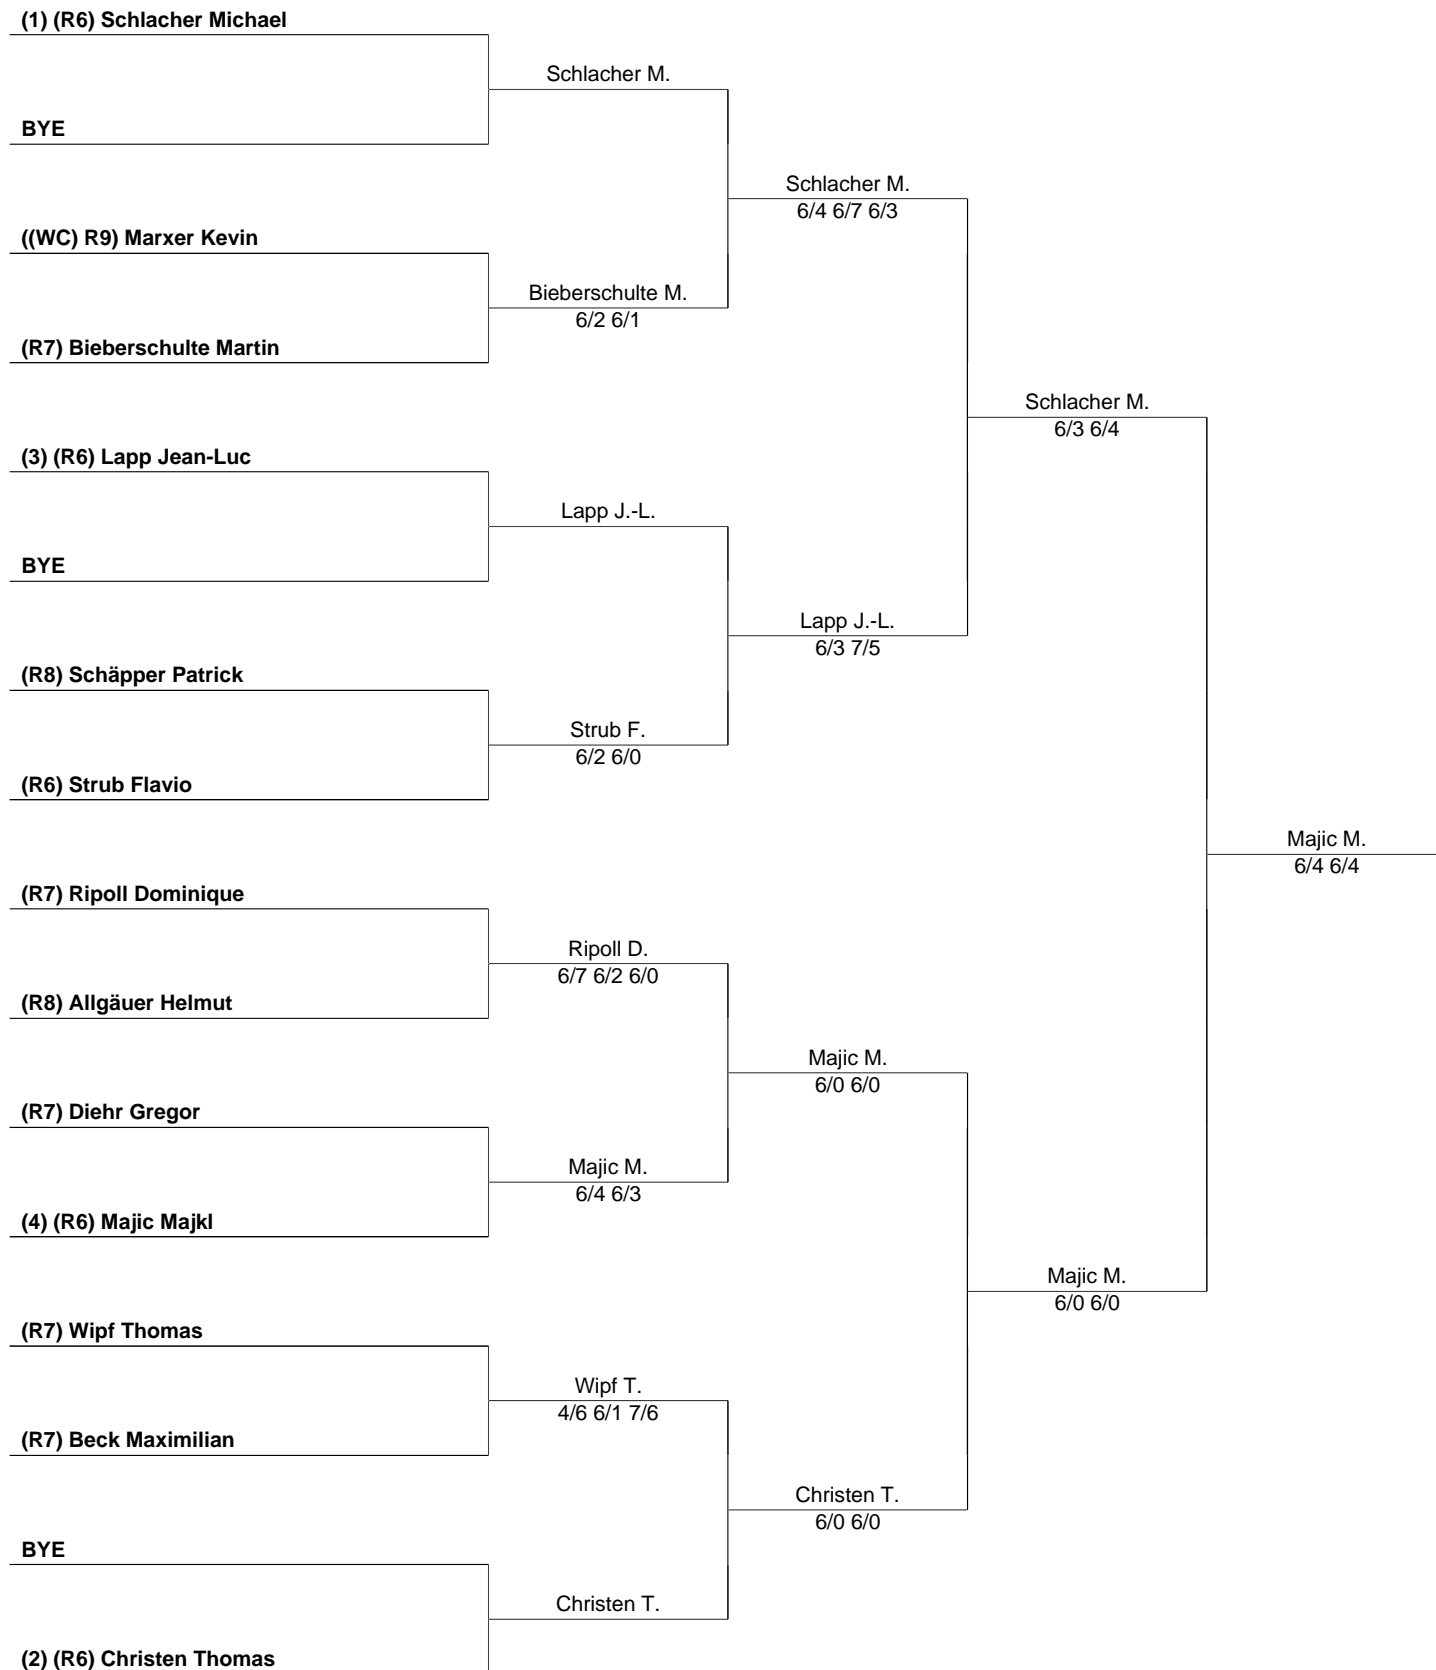 (1) (R6) Schlacher Michael
Schlacher M.
BYE
Schlacher M.
6/4 6/7 6/3
((WC) R9) Marxer Kevin
Bieberschulte M.
6/2 6/1
(R7) Bieberschulte Martin
Schlacher M.
6/3 6/4
(3) (R6) Lapp Jean-Luc
Lapp J.-L.
BYE
Lapp J.-L.
6/3 7/5
(R8) Schäpper Patrick
Strub F.
6/2 6/0
(R6) Strub Flavio
Majic M.
6/4 6/4
(R7) Ripoll Dominique
Ripoll D.
6/7 6/2 6/0
(R8) Allgäuer Helmut
Majic M.
6/0 6/0
(R7) Diehr Gregor
Majic M.
6/4 6/3
(4) (R6) Majic Majkl
Majic M.
6/0 6/0
(R7) Wipf Thomas
Wipf T.
4/6 6/1 7/6
(R7) Beck Maximilian
Christen T.
6/0 6/0
BYE
Christen T.
(2) (R6) Christen Thomas